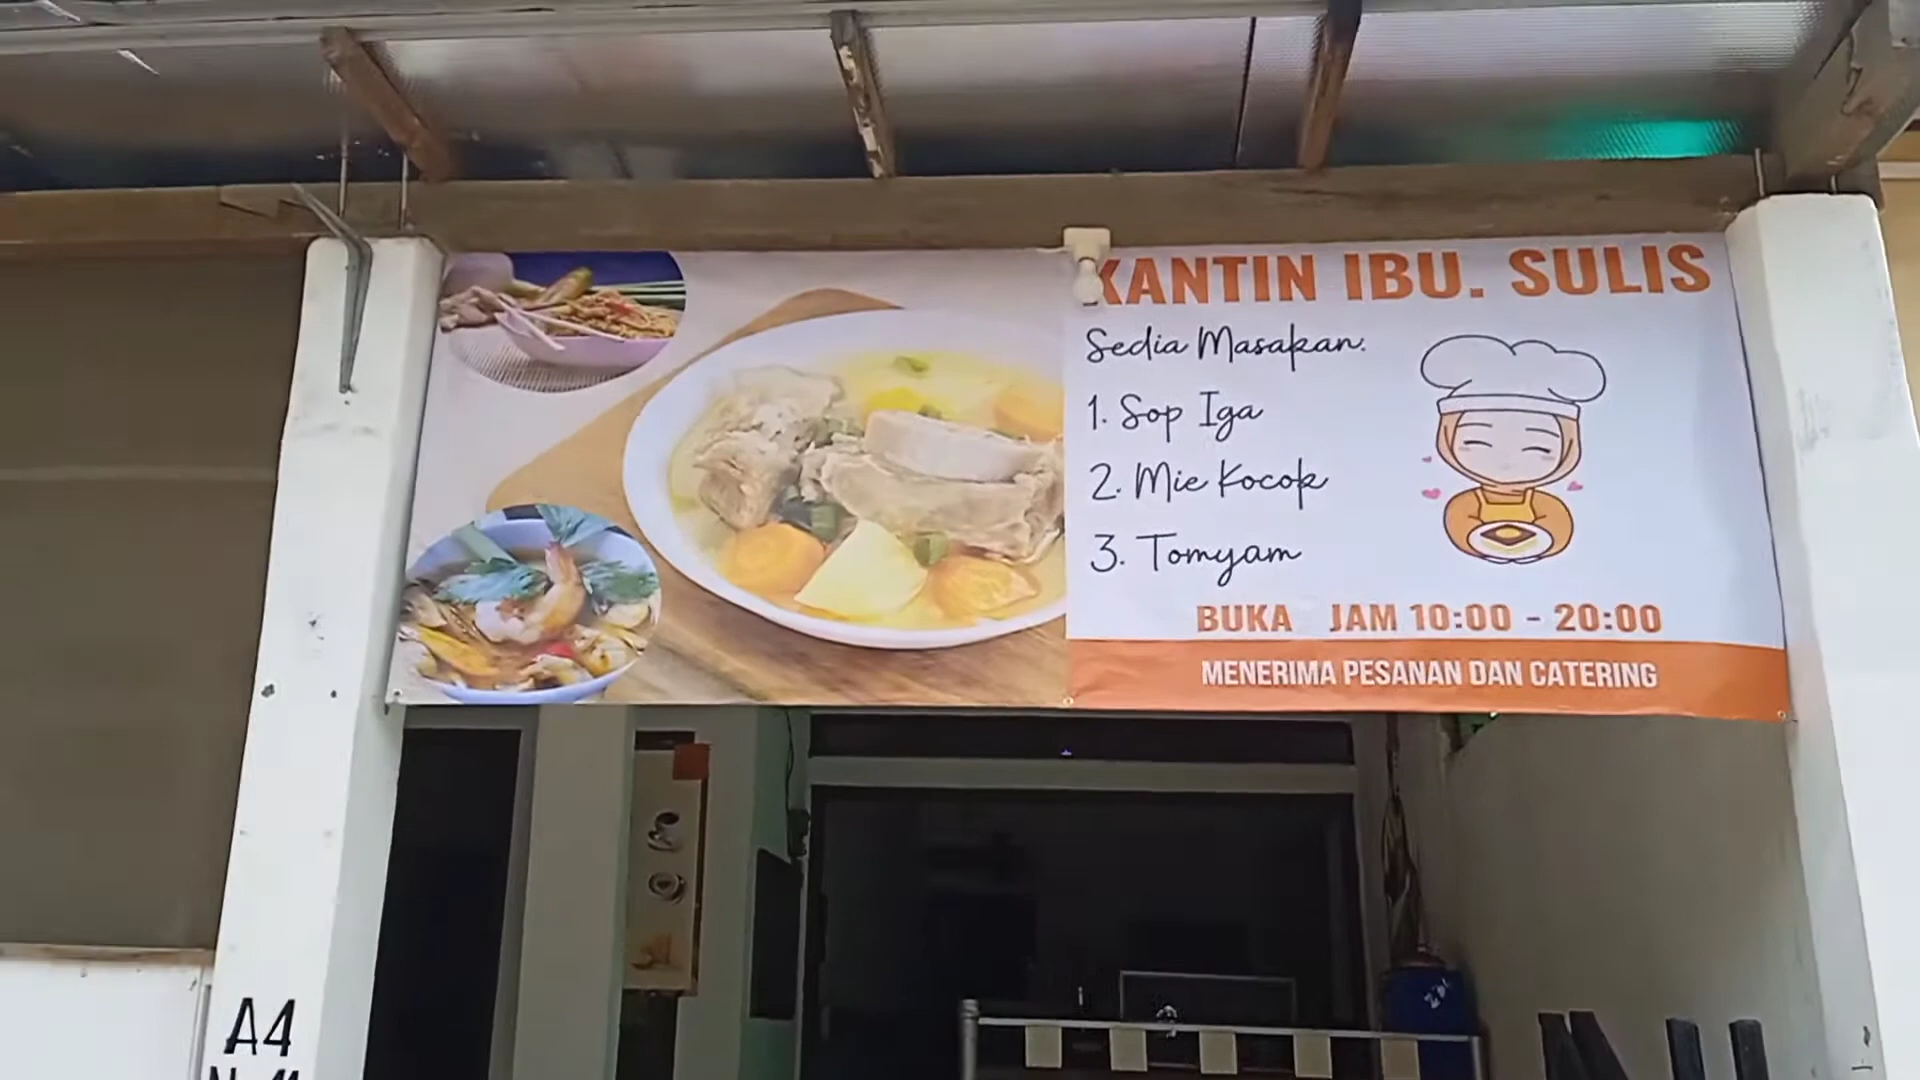 KANTIN IBU. SULIS
Sedia Masakan:
1. Sop Iga
2. Mie Kocok
3. Tomyam
BUKA JAM 10:00 - 20:00
MENERIMA PESANAN DAN CATERING
A4